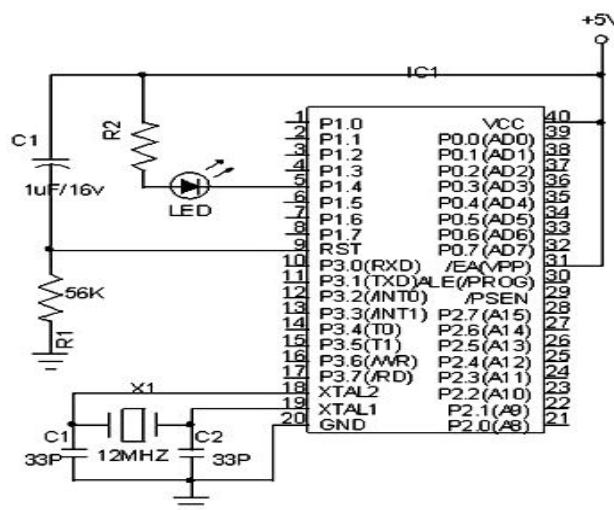 +5V
IC1
R2
C1
1uF/16v
LED
56K
R1
X1
C1
C2
33P
12MHZ
33P
1 P1.0 VCC 40
2 P1.1 P0.0(AD0) 39
3 P1.2 P0.1(AD1) 38
4 P1.3 P0.2(AD2) 37
5 P1.4 P0.3(AD3) 36
6 P1.5 P0.4(AD4) 35
7 P1.6 P0.5(AD5) 34
8 P1.7 P0.6(AD6) 33
9 RST P0.7(AD7) 32
10 P3.0(RXD) /EA(VPP) 31
11 P3.1(TXD) ALE(/PROG) 30
12 P3.2(/INT0) /PSEN 29
13 P3.3(/INT1) P2.7(A15) 28
14 P3.4(T0) P2.6(A14) 27
15 P3.5(T1) P2.5(A13) 26
16 P3.6(/WR) P2.4(A12) 25
17 P3.7(/RD) P2.3(A11) 24
18 XTAL2 P2.2(A10) 23
19 XTAL1 P2.1(A9) 22
20 GND P2.0(A8) 21